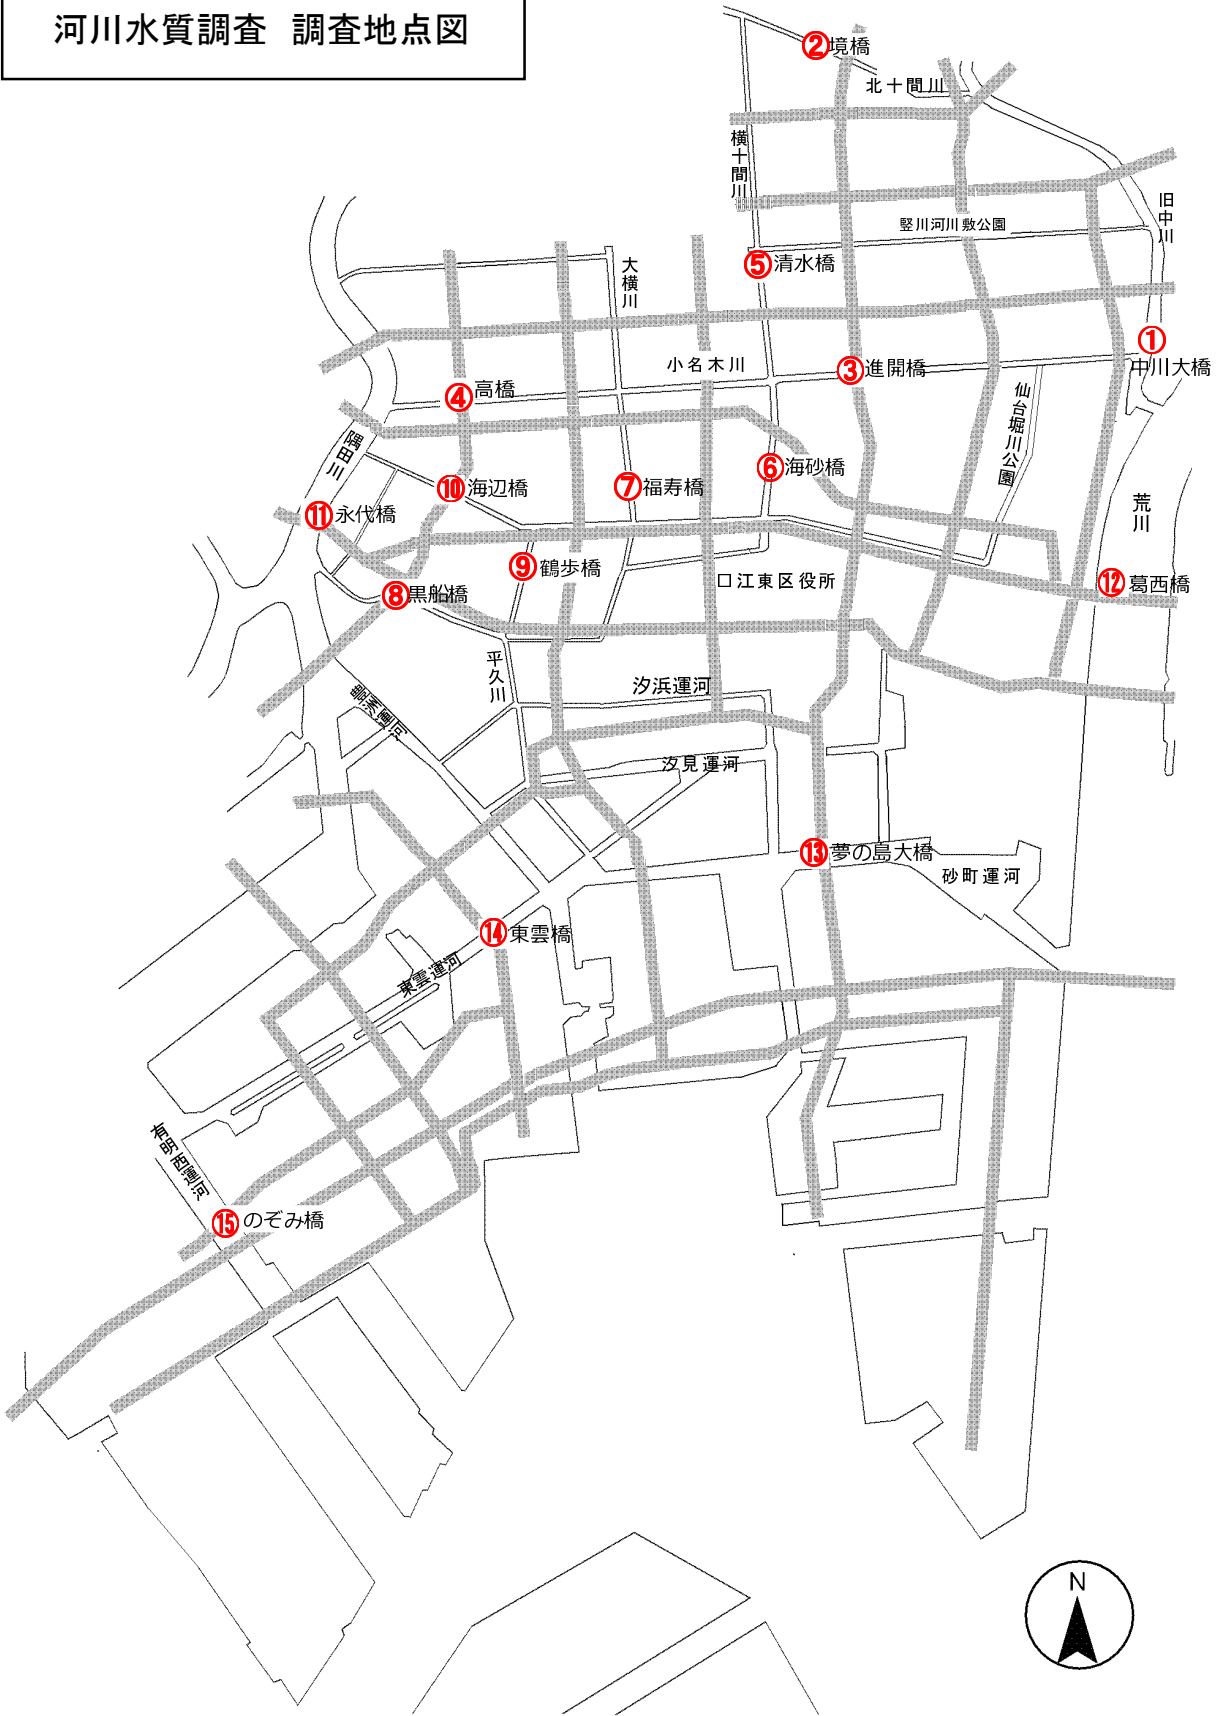 河川水質調査 調査地点図
②境橋
北十間川
横十間川
旧中川
竪川河川敷公園
⑤清水橋
大横川
①
中川大橋
小名木川
③進開橋
④高橋
仙台堀川公園
隅田川
⑥海砂橋
⑩海辺橋
⑦福寿橋
⑪永代橋
荒川
⑨鶴歩橋
口江東区役所
⑫葛西橋
⑧黒船橋
平久川
汐浜運河
豊洲運河
汐見運河
⑬夢の島大橋
砂町運河
⑭東雲橋
東雲運河
有明西運河
⑮のぞみ橋
N